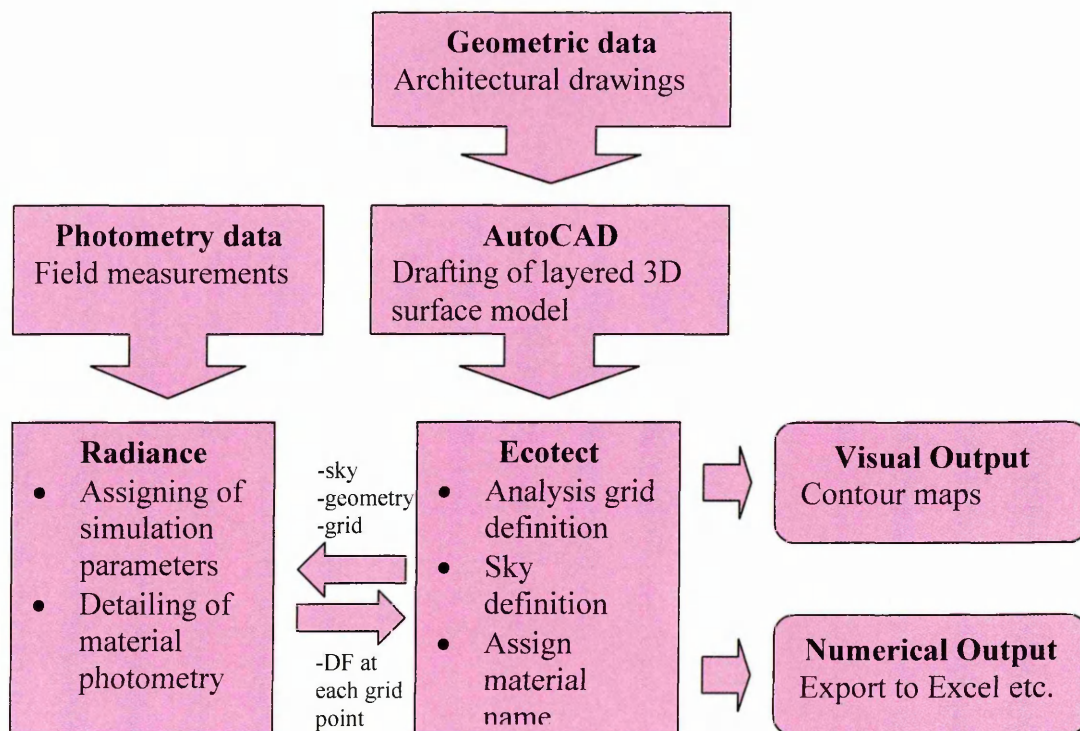 Geometric data
Architectural drawings
Photometry data
Field measurements
AutoCAD
Drafting of layered 3D
surface model
Radiance
• Assigning of
simulation
parameters
• Detailing of
material
photometry
-sky
-geometry
-grid
-DF at
each grid
point
Ecotect
• Analysis grid
definition
• Sky
definition
• Assign
material
name
Visual Output
Contour maps
Numerical Output
Export to Excel etc.